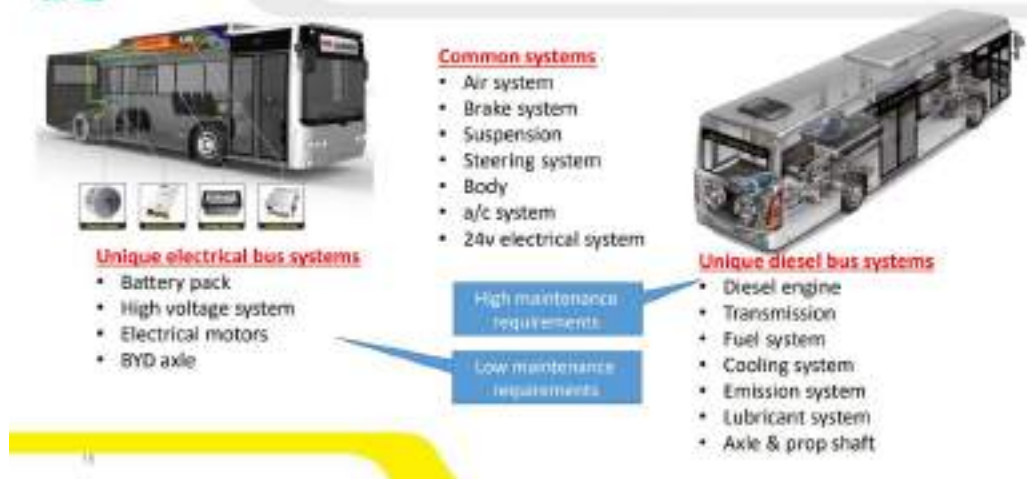 Common systems
• Air system
• Brake system
• Suspension
• Steering system
• Body
• a/c system
• 24v electrical system
Unique electrical bus systems
• Battery pack
• High voltage system
• Electrical motors
• BYD axle
High maintenance
requirements
Low maintenance
requirements
Unique diesel bus systems
• Diesel engine
• Transmission
• Fuel system
• Cooling system
• Emission system
• Lubricant system
• Axle & prop shaft